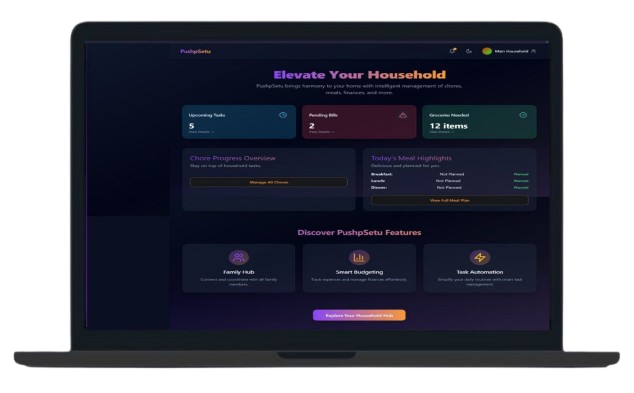 PushpSetu
Main Household
Elevate Your Household
PushpSetu brings harmony to your home with intelligent management of chores,
meals, finances, and more.
Upcoming Tasks
5
View Details →
Pending Bills
2
View Details →
Groceries Needed
12 items
View Details →
Chore Progress Overview
Stay on top of household tasks.
Manage All Chores
Today's Meal Highlights
Delicious and planned for you.
Breakfast: Not Planned Planned
Lunch: Not Planned Planned
Dinner: Not Planned Planned
View Full Meal Plan
Discover PushpSetu Features
Family Hub
Connect and coordinate with all family
members.
Smart Budgeting
Track expenses and manage finances effortlessly.
Task Automation
Simplify your daily routines with smart task
management.
Explore Your Household Hub